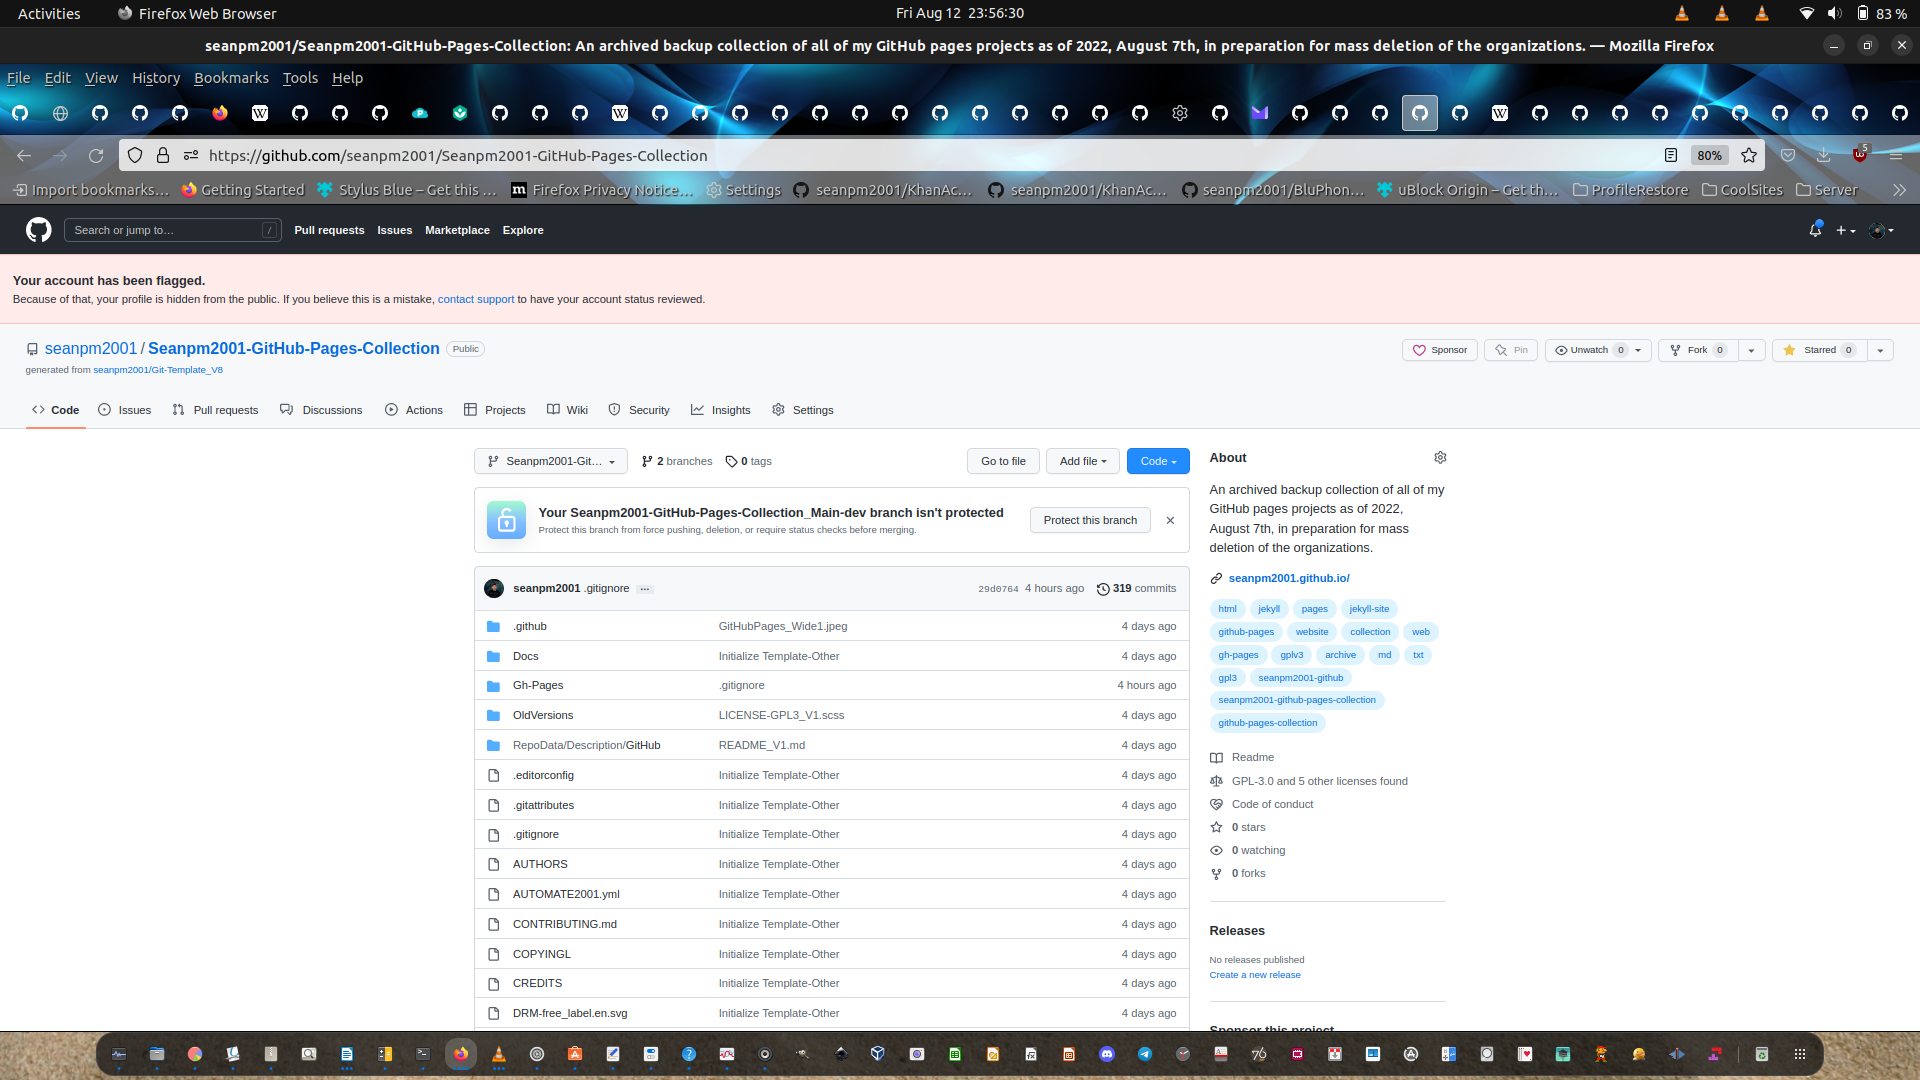 Activities Firefox Web Browser Fri Aug 12 23:56:30 83 %
seanpm2001/Seanpm2001-GitHub-Pages-Collection: An archived backup collection of all of my GitHub pages projects as of 2022, August 7th, in preparation for mass deletion of the organizations. — Mozilla Firefox
File Edit View History Bookmarks Tools Help
https://github.com/seanpm2001/Seanpm2001-GitHub-Pages-Collection 80% 5
Import bookmarks… Getting Started Stylus Blue – Get this … Firefox Privacy Notice… Settings seanpm2001/KhanAc… seanpm2001/KhanAc… seanpm2001/BluPhon… uBlock Origin – Get th… ProfileRestore CoolSites Server
Search or jump to… / Pull requests Issues Marketplace Explore
Your account has been flagged.
Because of that, your profile is hidden from the public. If you believe this is a mistake, contact support to have your account status reviewed.
seanpm2001 / Seanpm2001-GitHub-Pages-Collection Public Sponsor Pin Unwatch 0 Fork 0 Starred 0
generated from seanpm2001/Git-Template_V8
Code Issues Pull requests Discussions Actions Projects Wiki Security Insights Settings
Seanpm2001-Git… 2 branches 0 tags Go to file Add file Code
Your Seanpm2001-GitHub-Pages-Collection_Main-dev branch isn't protected
Protect this branch from force pushing, deletion, or require status checks before merging.
Protect this branch
seanpm2001 .gitignore ... 29d0764 4 hours ago 319 commits
.github GitHubPages_Wide1.jpeg 4 days ago
Docs Initialize Template-Other 4 days ago
Gh-Pages .gitignore 4 hours ago
OldVersions LICENSE-GPL3_V1.scss 4 days ago
RepoData/Description/GitHub README_V1.md 4 days ago
.editorconfig Initialize Template-Other 4 days ago
.gitattributes Initialize Template-Other 4 days ago
.gitignore Initialize Template-Other 4 days ago
AUTHORS Initialize Template-Other 4 days ago
AUTOMATE2001.yml Initialize Template-Other 4 days ago
CONTRIBUTING.md Initialize Template-Other 4 days ago
COPYINGL Initialize Template-Other 4 days ago
CREDITS Initialize Template-Other 4 days ago
DRM-free_label.en.svg Initialize Template-Other 4 days ago
About
An archived backup collection of all of my
GitHub pages projects as of 2022,
August 7th, in preparation for mass
deletion of the organizations.
seanpm2001.github.io/
html jekyll pages jekyll-site
github-pages website collection web
gh-pages gplv3 archive md txt
gpl3 seanpm2001-github
seanpm2001-github-pages-collection
github-pages-collection
Readme
GPL-3.0 and 5 other licenses found
Code of conduct
0 stars
0 watching
0 forks
Releases
No releases published
Create a new release
Sponsor this project